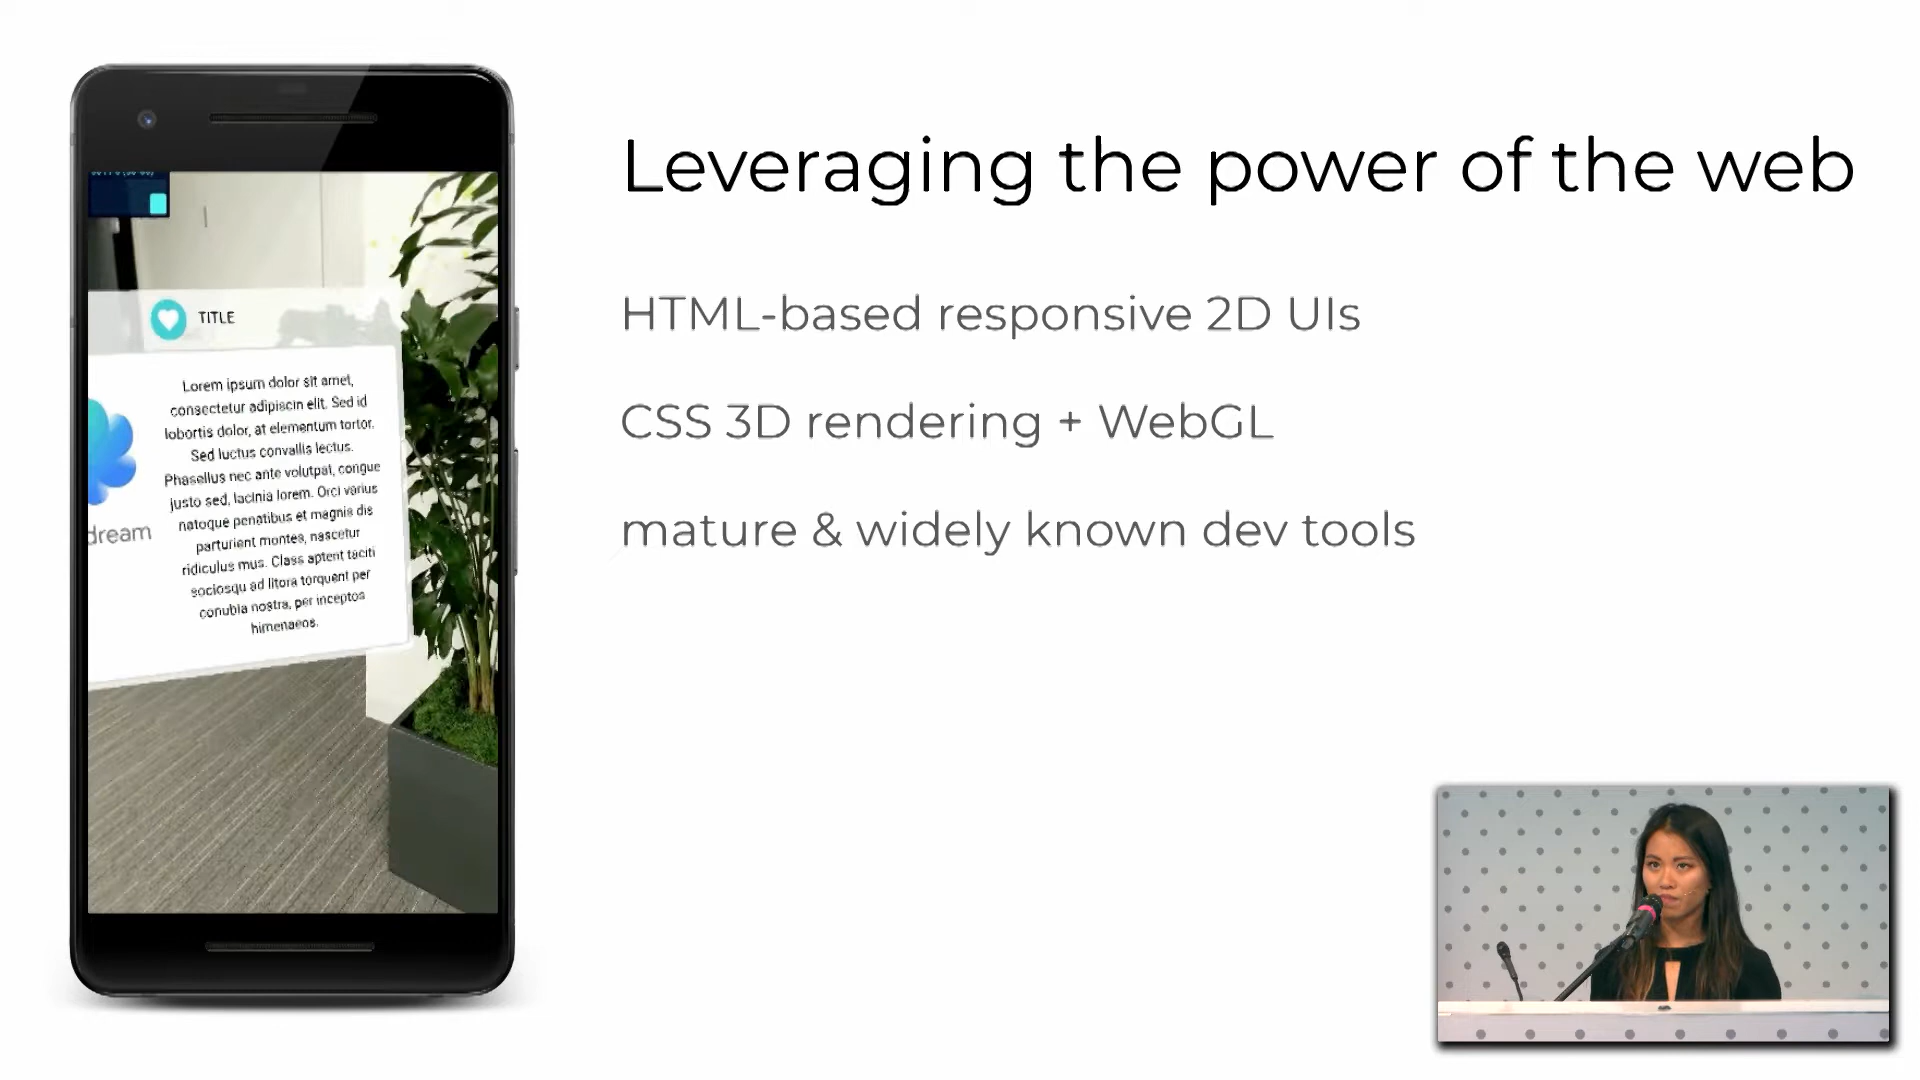 Leveraging the power of the web
HTML-based responsive 2D UIs
CSS 3D rendering + WebGL
mature & widely known dev tools
TITLE
Lorem ipsum dolor sit amet,
consectetur adipiscin elit. Sed id
lobortis dolor, at elementum tortor.
Sed luctus convallis lectus.
Phasellus nec ante volutpat, congue
justo sed, lacinia lorem. Orci varius
natoque penatibus et magnis dis
parturient montes, nascetur
ridiculus mus. Class aptent taciti
sociosqu ad litora torquent per
conubia nostra, per inceptos
himenaeos.
dream